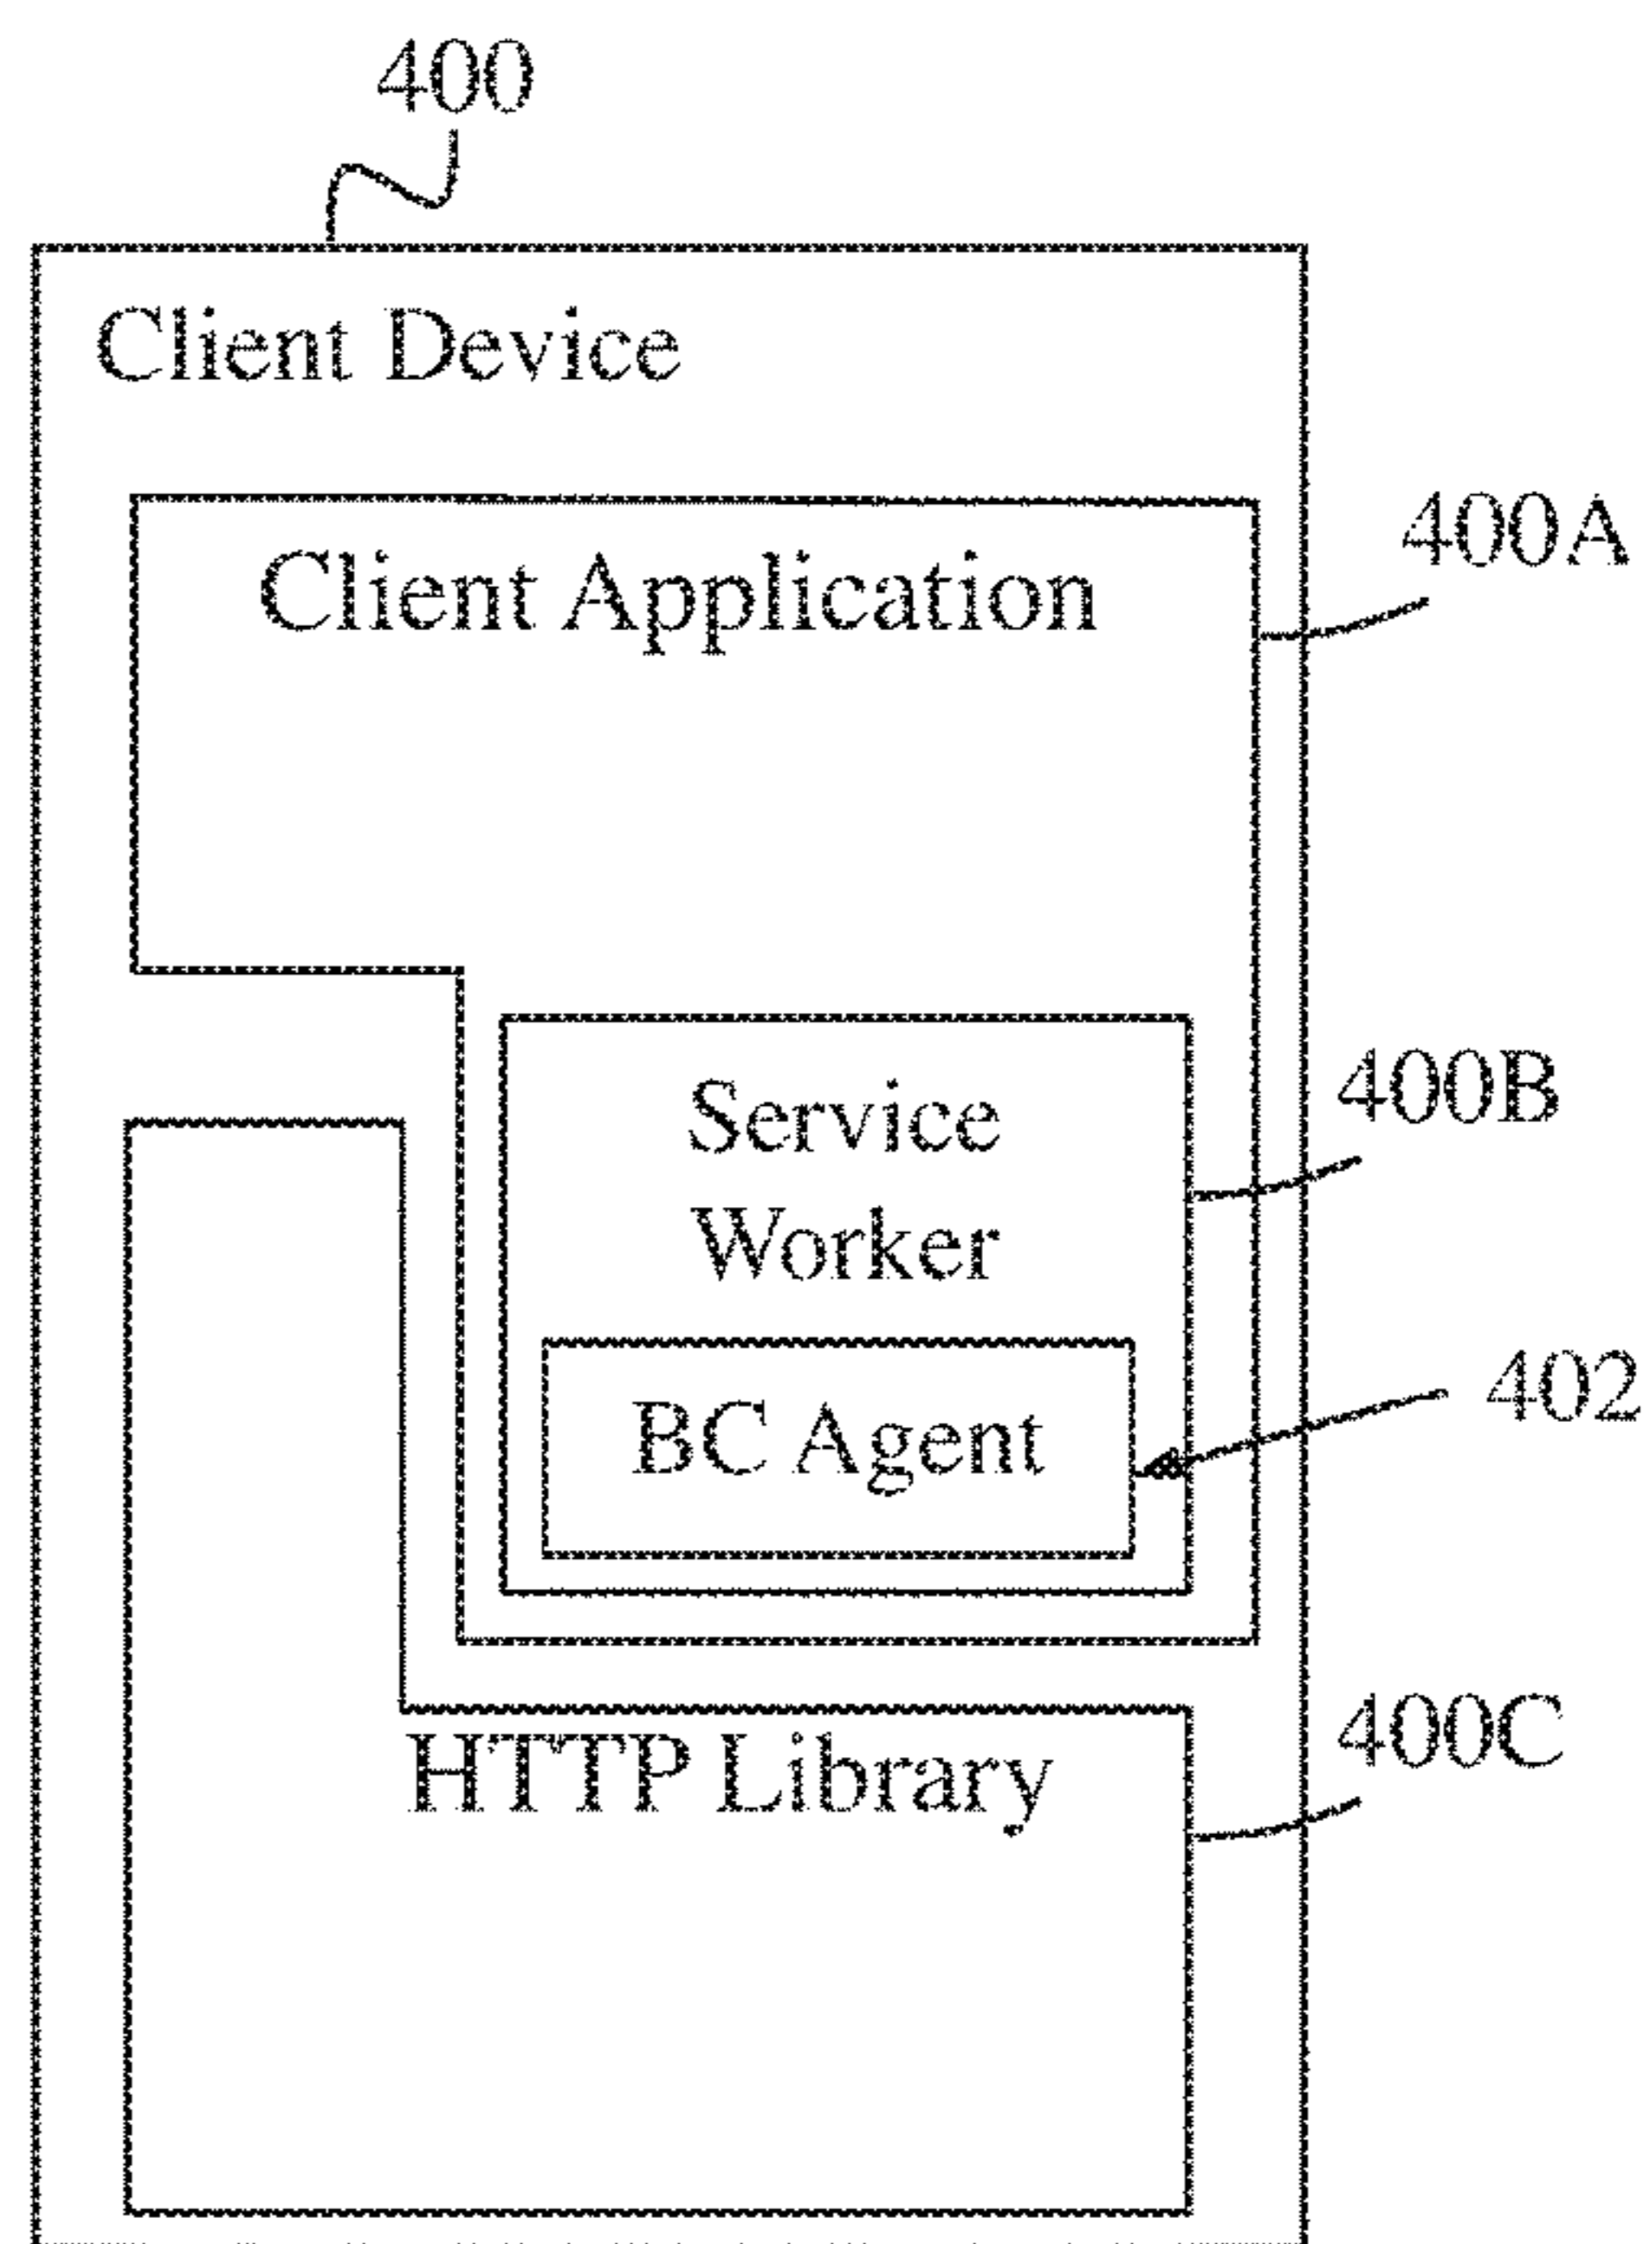 400
Client Device
400A
Client Application
400B
Service
Worker
402
BC Agent
400C
HTTP Library